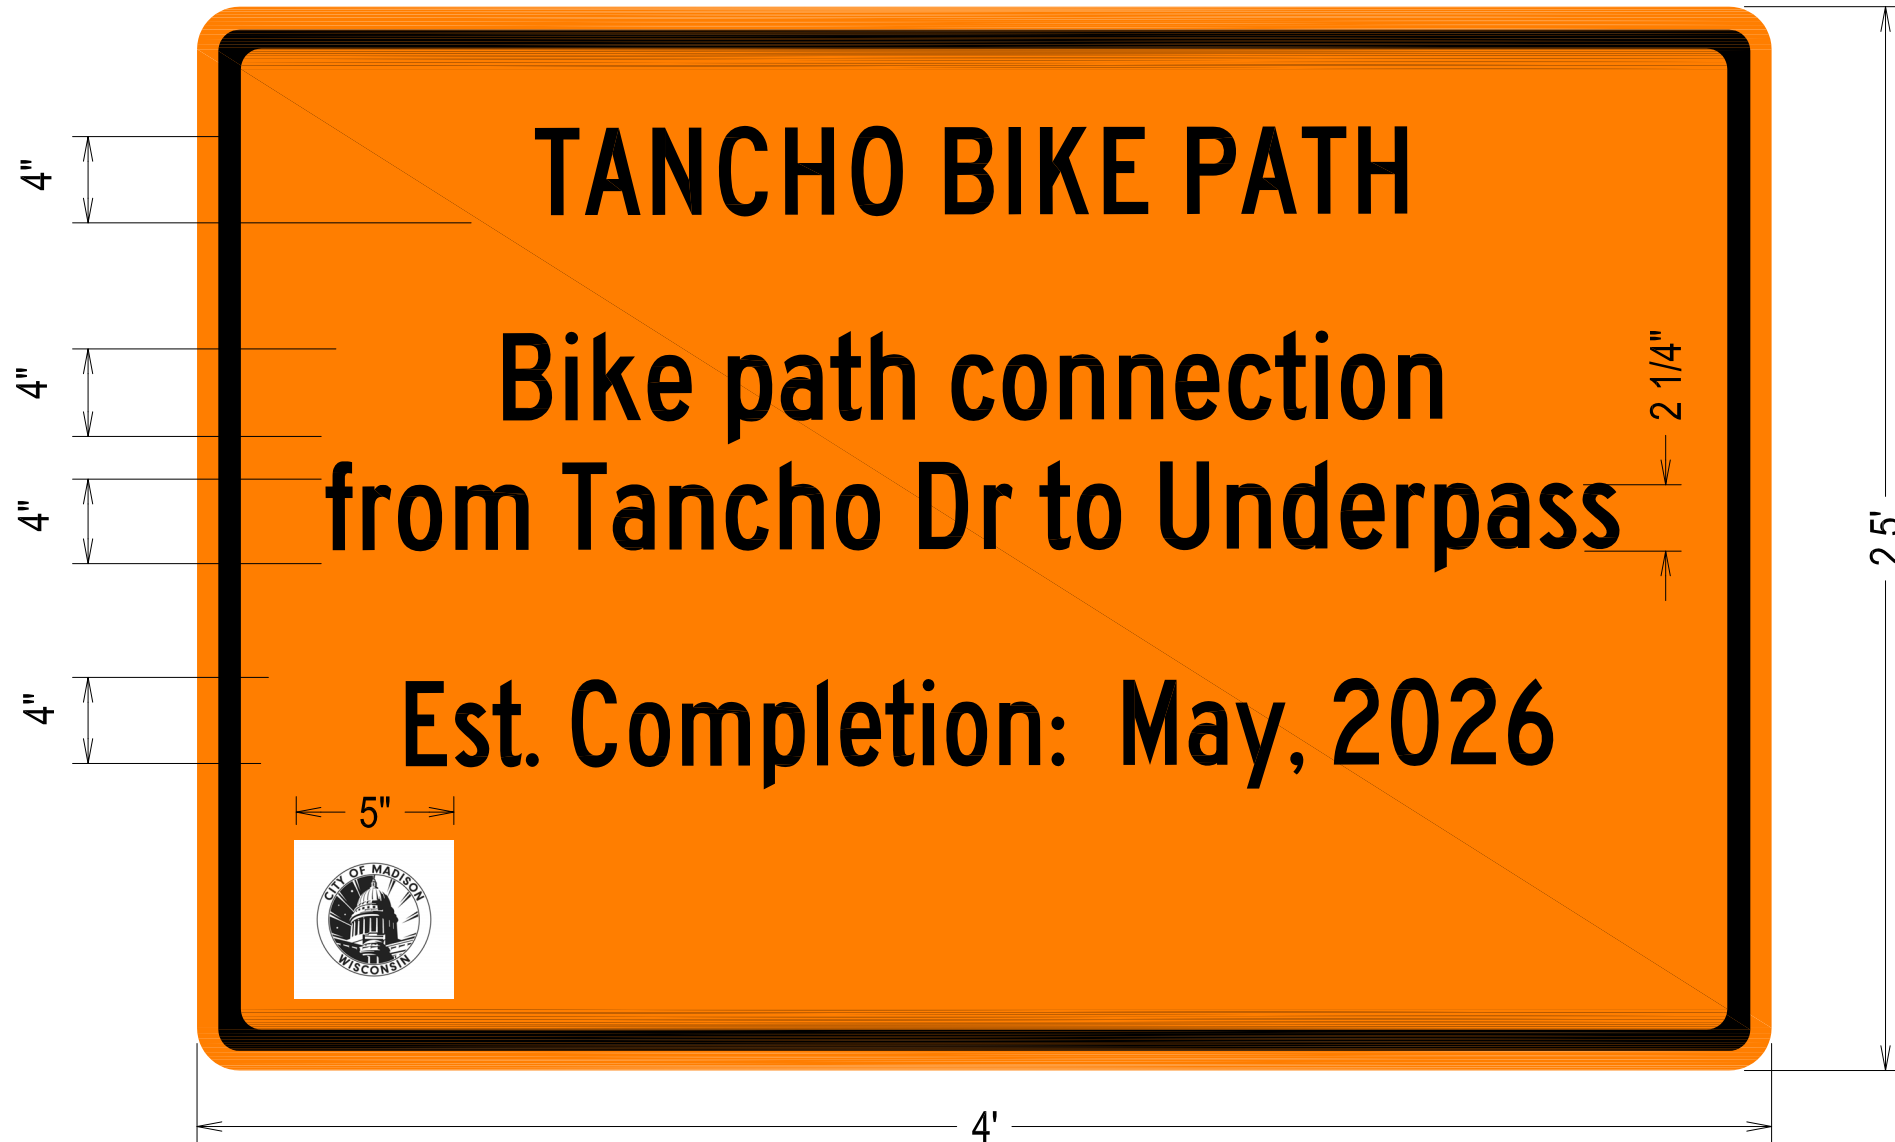 TANCHO BIKE PATH
4"
Bike path connection
4"
2 1/4"
from Tancho Dr to Underpass
4"
2.5'
Est. Completion:  May, 2026
4"
5"
CITY OF MADISON
WISCONSIN
4'